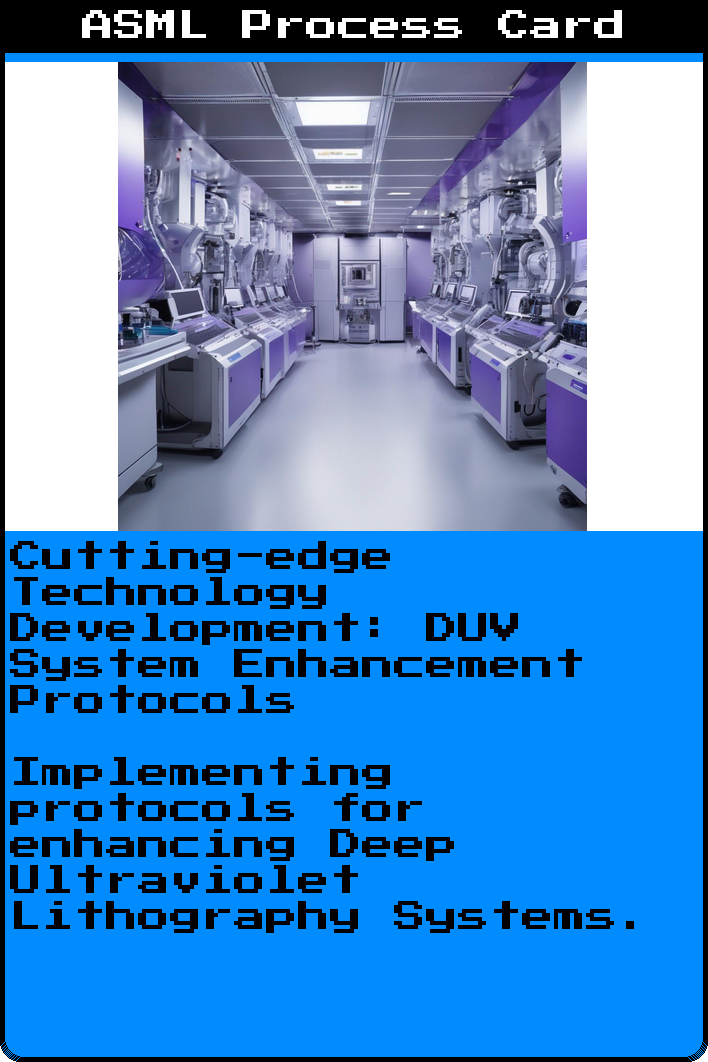 ASML Process Card
Cutting-edge
Technology
Development: DUV
System Enhancement
Protocols
Implementing
protocols for
enhancing Deep
Ultraviolet
Lithography Systems.